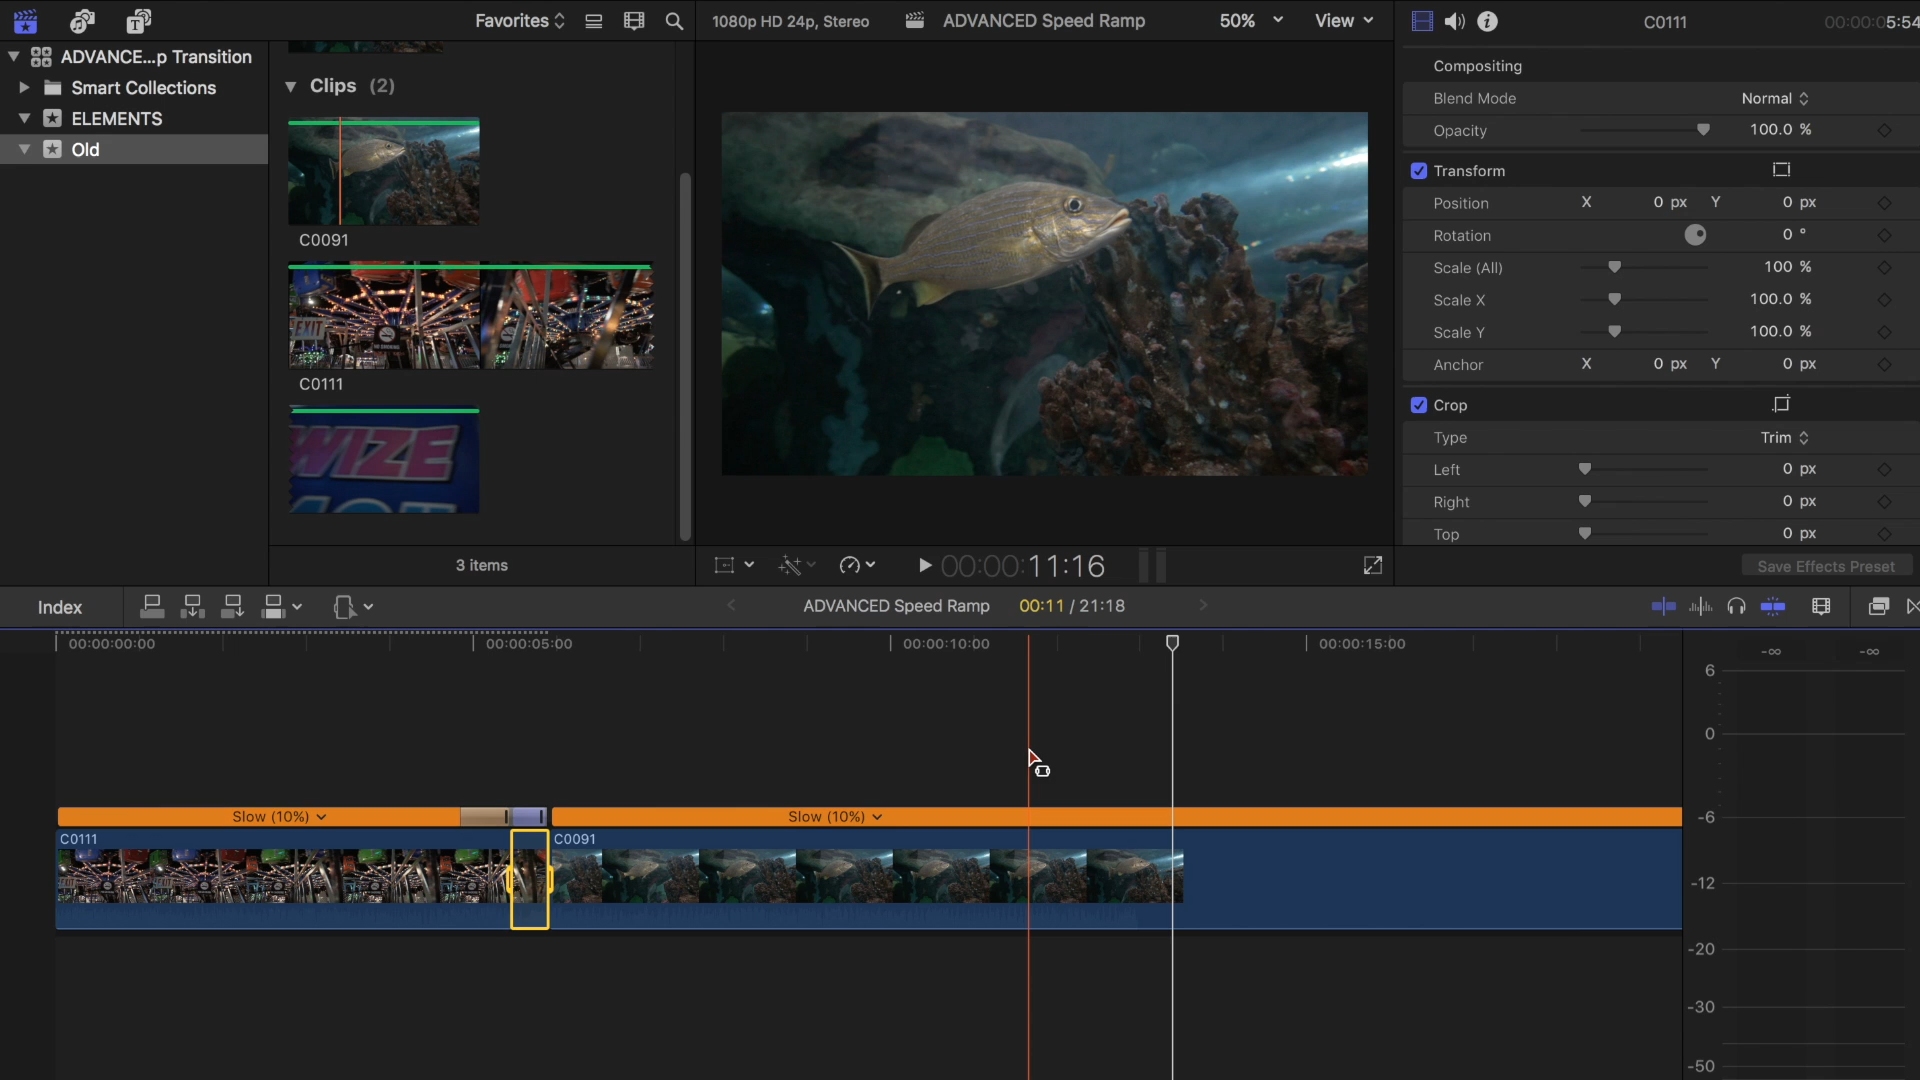 Favorites
1080p HD 24p, Stereo
ADVANCED Speed Ramp
50%
View
C0111
00:00:05:54
ADVANCE...p Transition
Smart Collections
ELEMENTS
Old
Clips (2)
C0091
EXIT
NO SMOKING
C0111
WIZE
3 items
Compositing
Blend Mode Normal
Opacity 100.0 %
Transform
Position X 0 px Y 0 px
Rotation 0 °
Scale (All) 100 %
Scale X 100.0 %
Scale Y 100.0 %
Anchor X 0 px Y 0 px
Crop
Type Trim
Left 0 px
Right 0 px
Top 0 px
Save Effects Preset
00:00:11:16
Index
ADVANCED Speed Ramp 00:11 / 21:18
00:00:00:00
00:00:05:00
00:00:10:00
00:00:15:00
Slow (10%)
Slow (10%)
C0111
C0091
-∞ -∞
6
0
-6
-12
-20
-30
-50